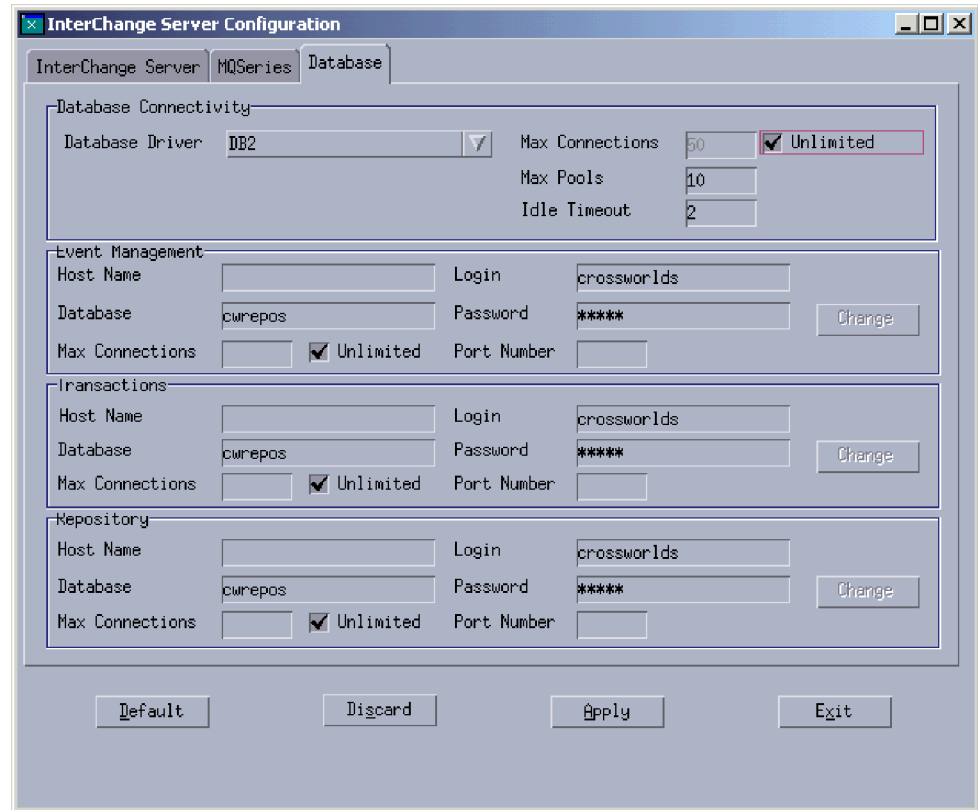 InterChange Server Configuration
InterChange Server MQSeries Database
Database Connectivity
Database Driver DB2 Max Connections 50 Unlimited
Max Pools 10
Idle Timeout 2
Event Management
Host Name Login crossworlds
Database cwrepos Password ***** Change
Max Connections Unlimited Port Number
Transactions
Host Name Login crossworlds
Database cwrepos Password ***** Change
Max Connections Unlimited Port Number
Repository
Host Name Login crossworlds
Database cwrepos Password ***** Change
Max Connections Unlimited Port Number
Default Discard Apply Exit